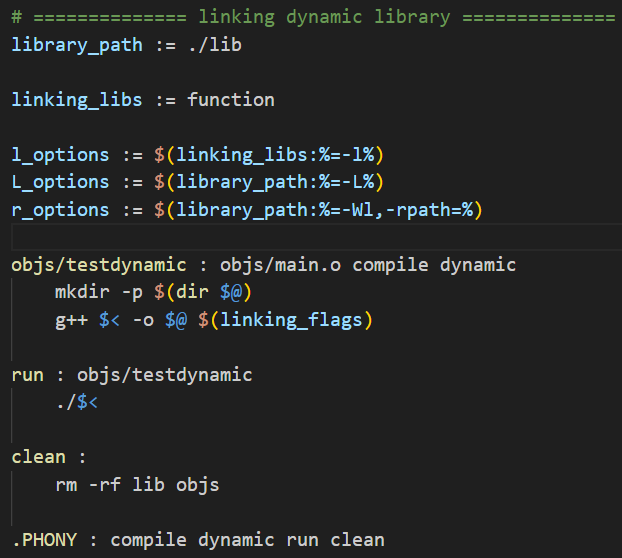 # ============== linking dynamic library ==============
library_path := ./lib
linking_libs := function
l_options := $(linking_libs:%=-l%)
L_options := $(library_path:%=-L%)
r_options := $(library_path:%=-Wl,-rpath=%)
objs/testdynamic : objs/main.o compile dynamic
    mkdir -p $(dir $@)
    g++ $< -o $@ $(linking_flags)
run : objs/testdynamic
    ./$<
clean :
    rm -rf lib objs
.PHONY : compile dynamic run clean